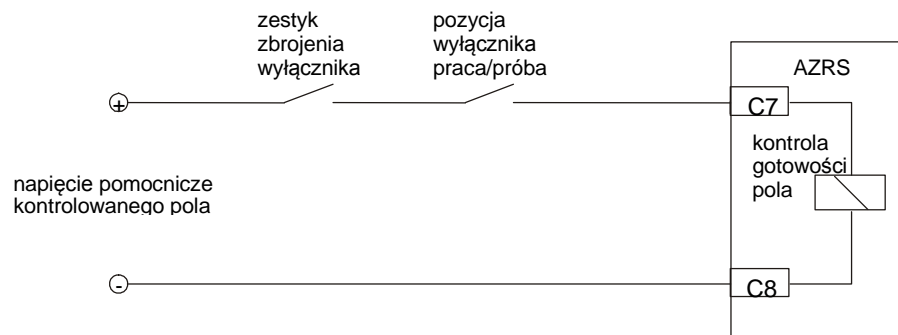 zestyk
zbrojenia
wyłącznika
pozycja
wyłącznika
praca/próba
AZRS
+
C7
kontrola
gotowości
pola
napięcie pomocnicze
kontrolowanego pola
-
C8